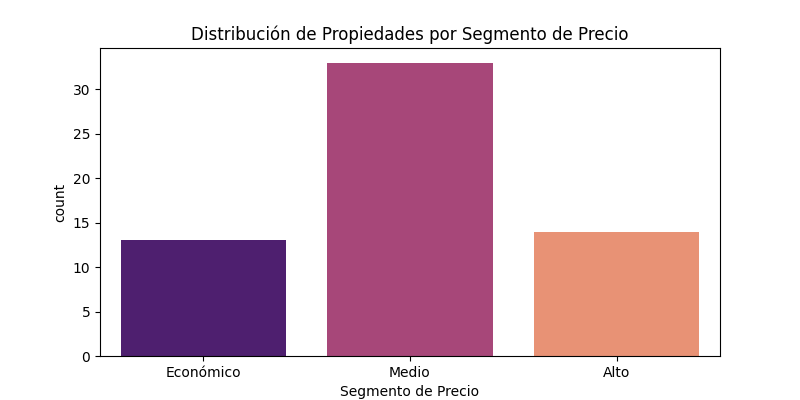 Distribución de Propiedades por Segmento de Precio
30
25
20
15
10
5
0
count
Económico Medio Alto
Segmento de Precio